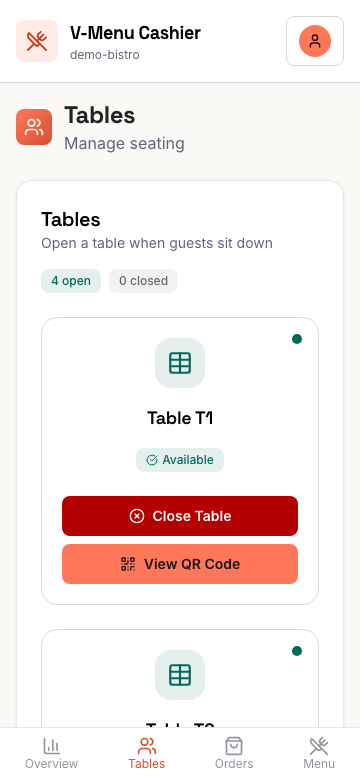 V-Menu Cashier
demo-bistro
Tables
Manage seating
Tables
Open a table when guests sit down
4 open
0 closed
Table T1
Available
Close Table
View QR Code
Overview
Tables
Orders
Menu